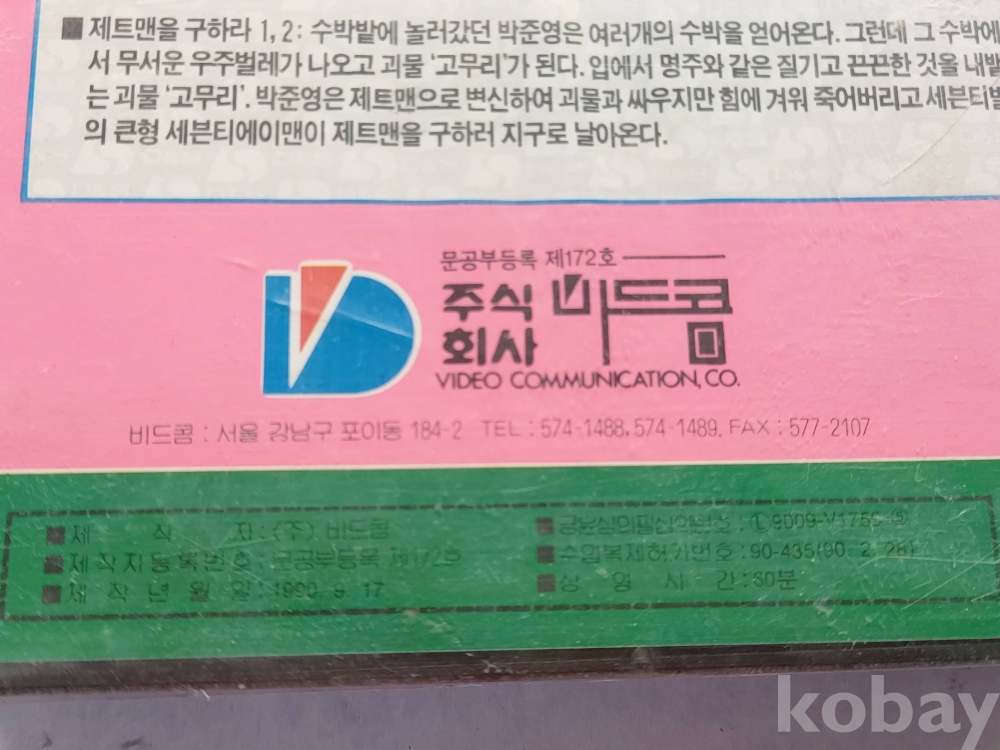 ■ 제트맨을 구하라 1, 2: 수박밭에 놀러갔던 박준영은 여러개의 수박을 얻어온다. 그런데 그 수박에
서 무서운 우주벌레가 나오고 괴물 '고무리'가 된다. 입에서 명주와 같은 질기고 끈끈한 것을 내뱉
는 괴물 '고무리'. 박준영은 제트맨으로 변신하여 괴물과 싸우지만 힘에 겨워 죽어버리고 세븐티별
의 큰형 세븐티에이맨이 제트맨을 구하러 지구로 날아온다.
문공부등록 제172호
주식회사 비드콤
VIDEO COMMUNICATION, CO.
비드콤 : 서울 강남구 포이동 184-2 TEL : 574-1488, 574-1489. FAX : 577-2107
■ 제 작 자 : (주) 비드콤
■ 제작자등록번호 : 문공부등록 제172호
■ 제작년월일 : 1990. 9. 17
■ 공윤심의필심의번호 : Ⓛ9009-V1759-⑤
■ 수입복제허가번호 : 90-435(90. 2. 28)
■ 상영시간 : 60분
kobay